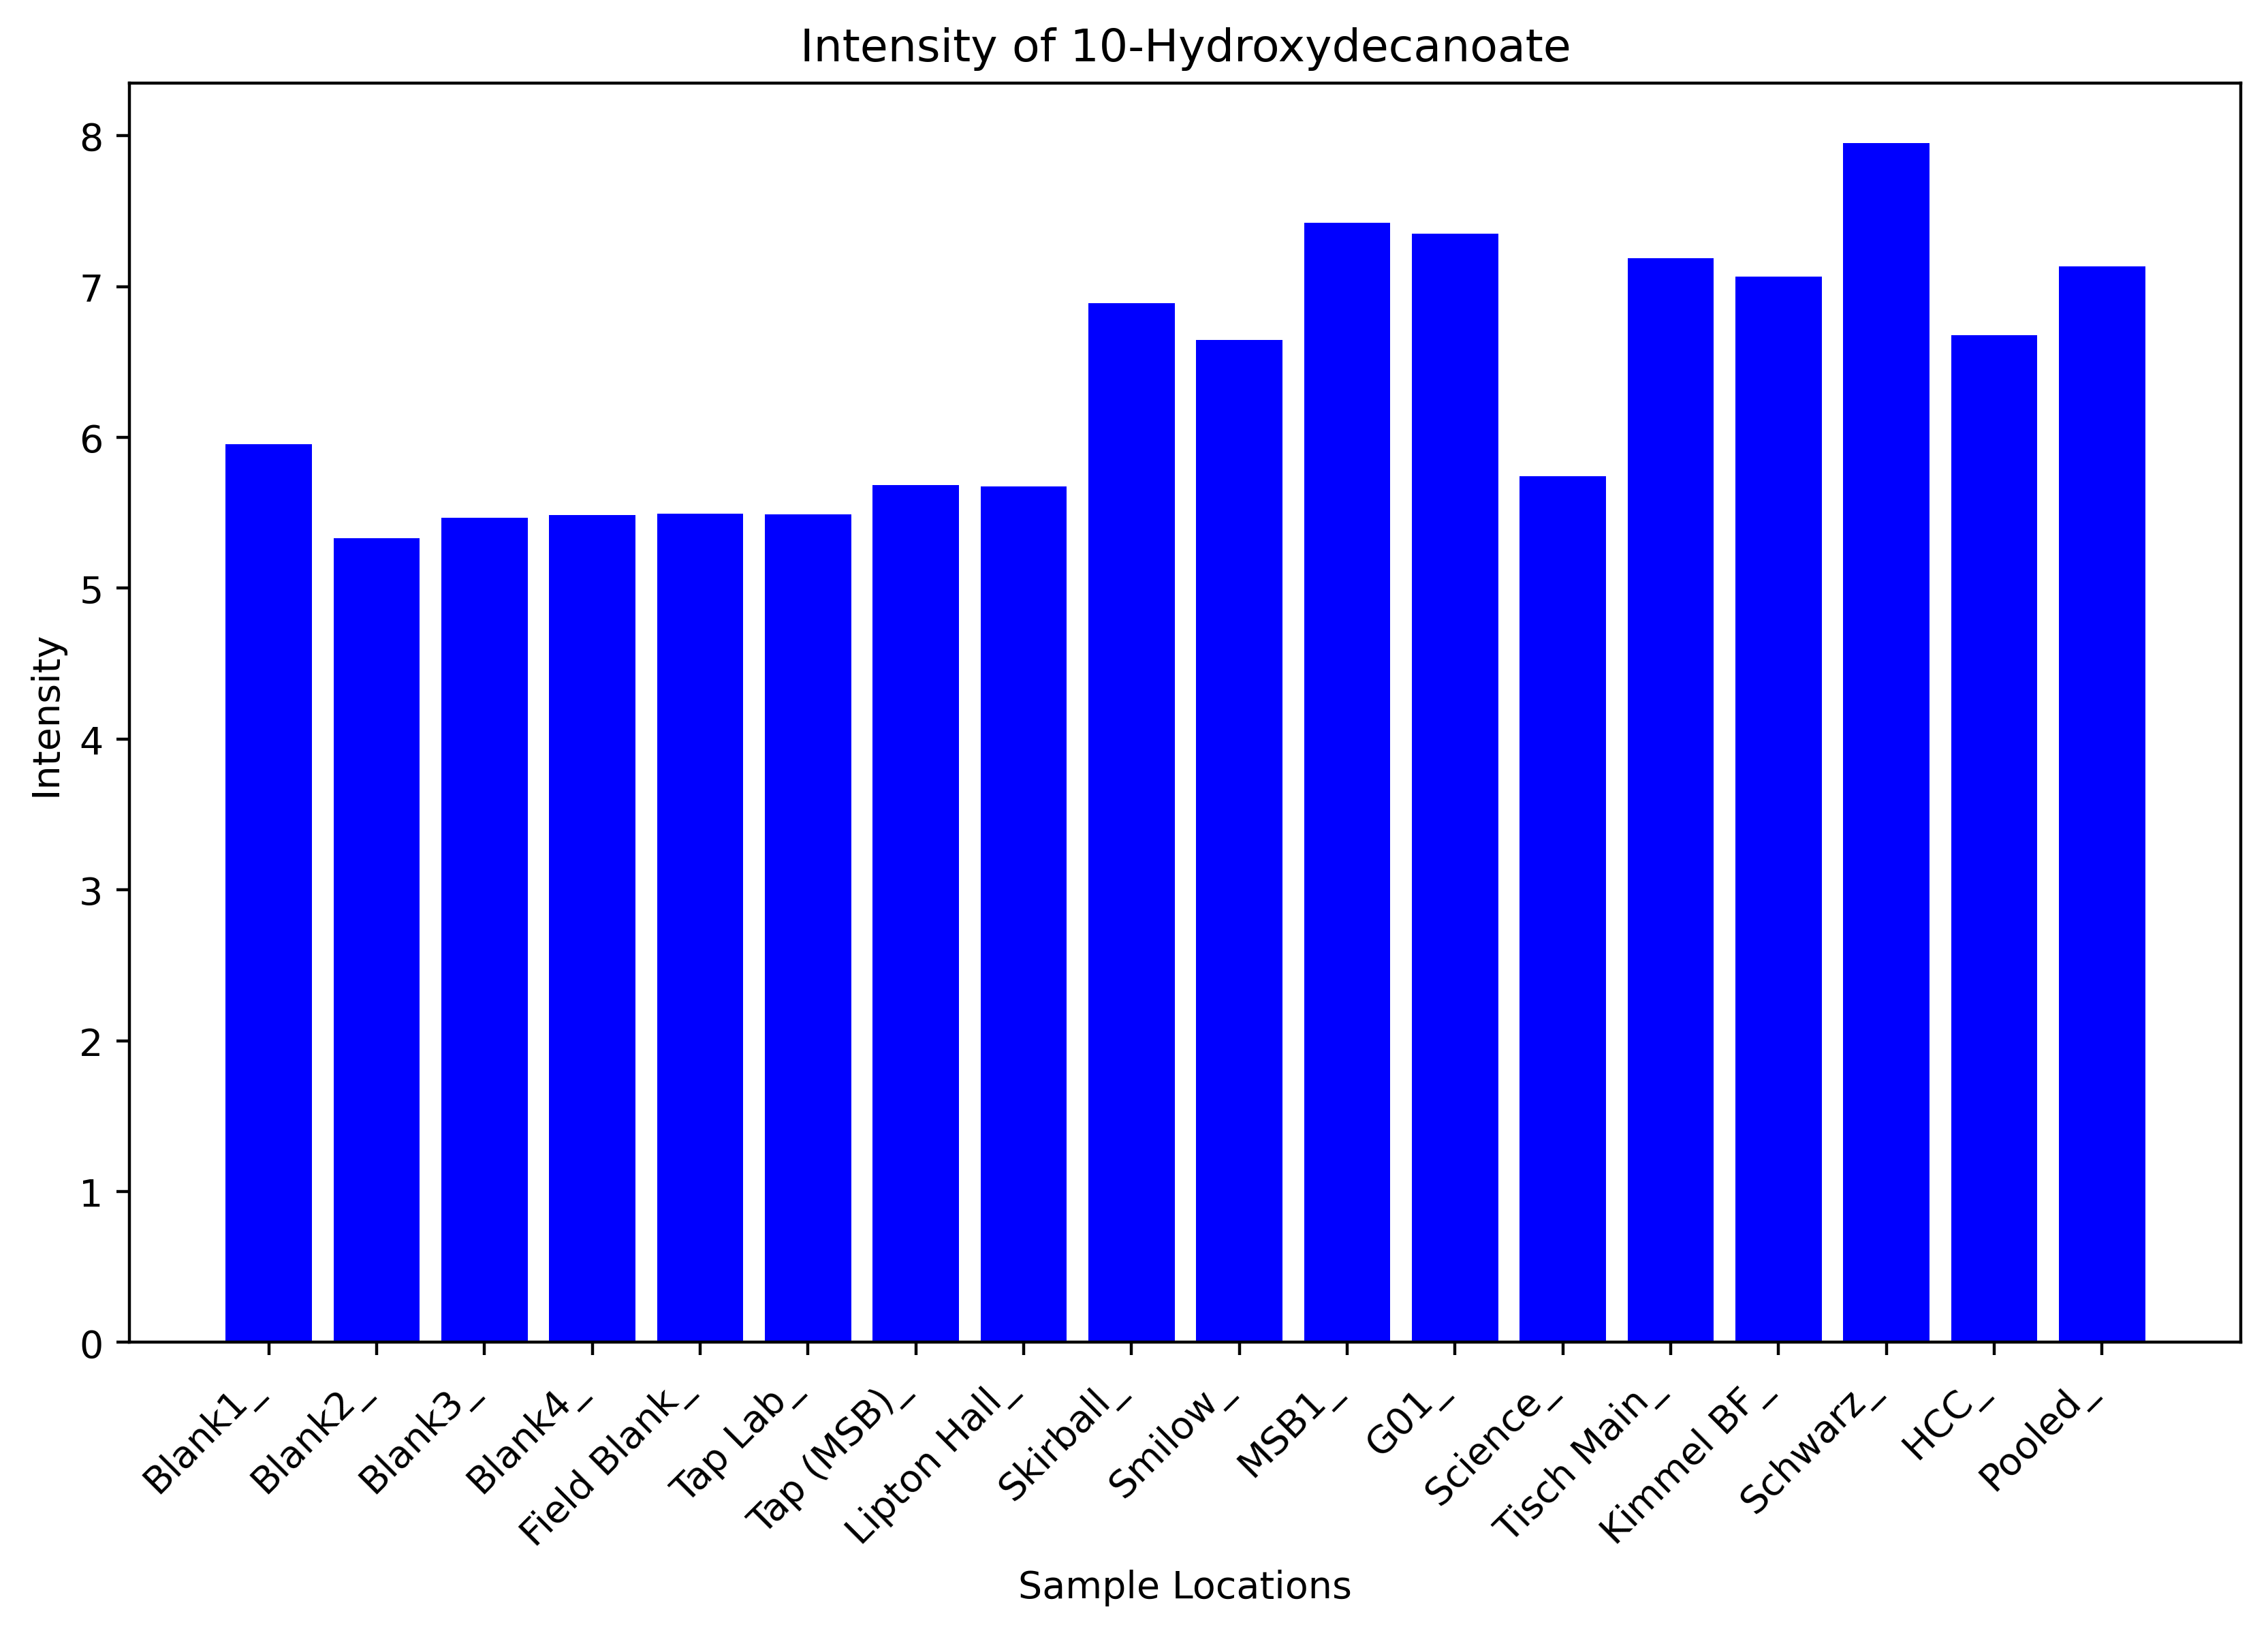 Intensity of 10-Hydroxydecanoate
8
7
6
5
4
3
2
1
0
Intensity
Blank1_
Blank2_
Blank3_
Blank4_
Field Blank_
Tap Lab_
Tap (MSB)_
Lipton Hall_
Skirball_
Smilow_
MSB1_
G01_
Science_
Tisch Main_
Kimmel BF_
Schwarz_
HCC_
Pooled_
Sample Locations